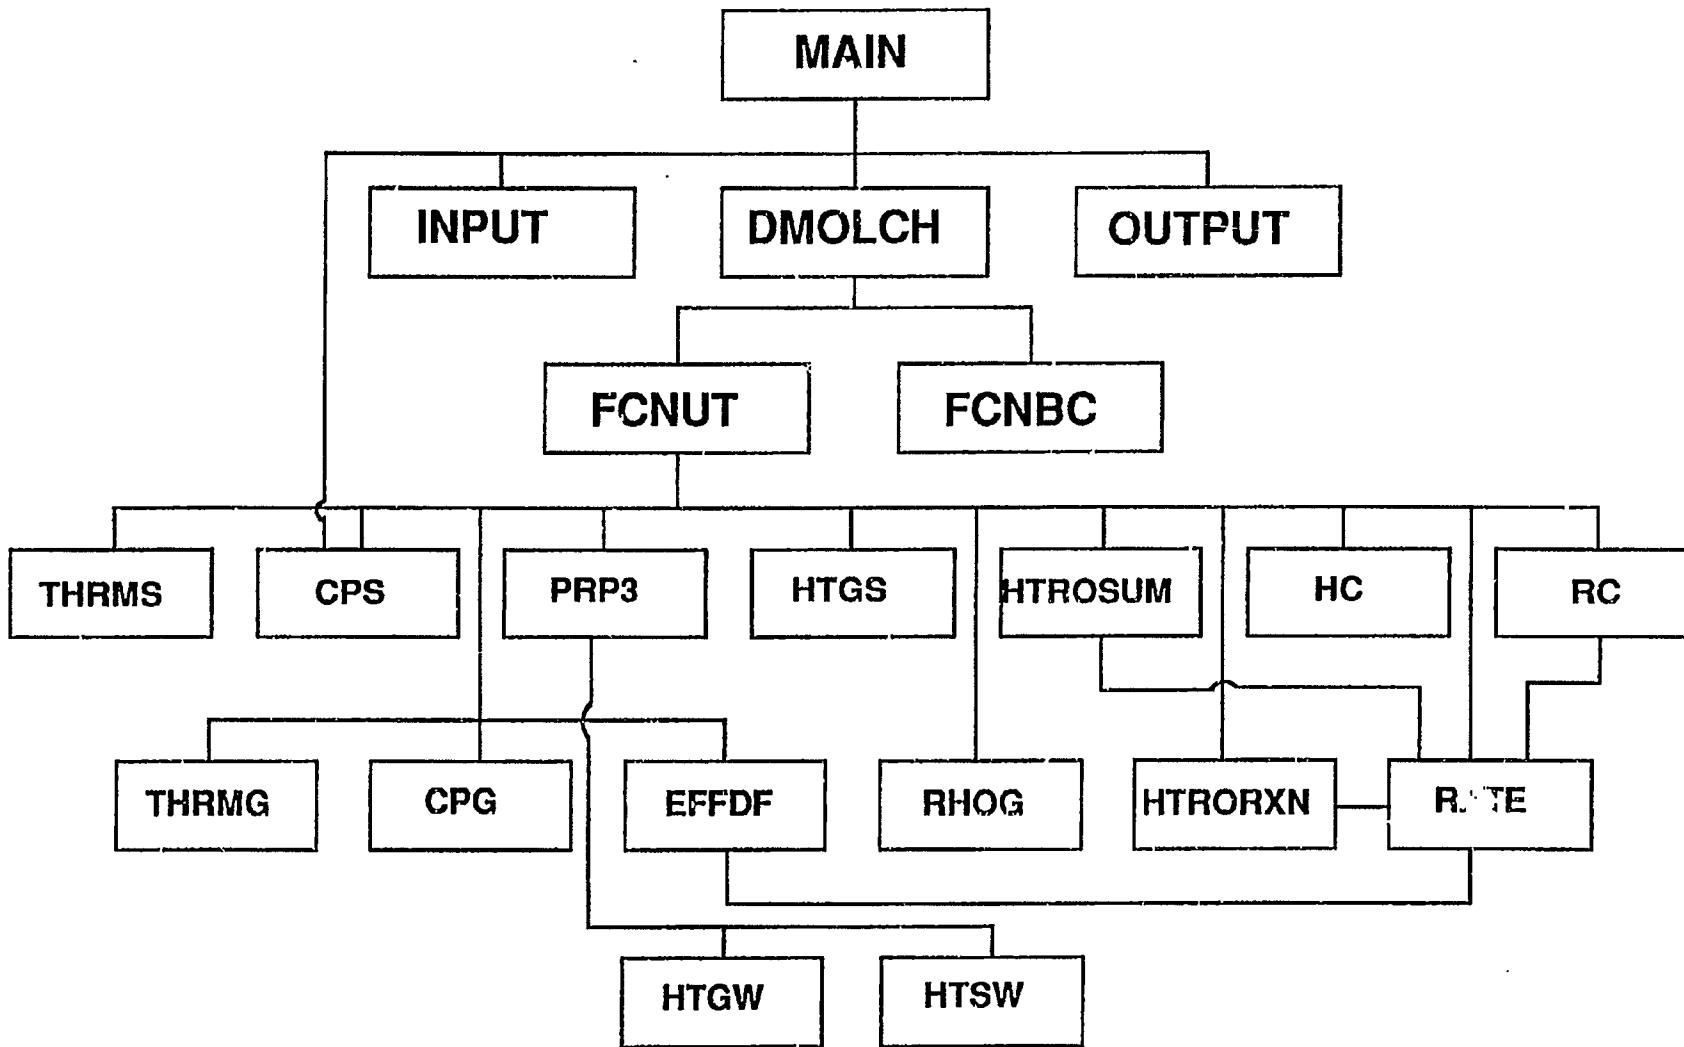 MAIN
INPUT
DMOLCH
OUTPUT
FCNUT
FCNBC
THRMS
CPS
PRP3
HTGS
HTROSUM
HC
RC
THRMG
CPG
EFFDF
RHOG
HTRORXN
HTGW
HTSW